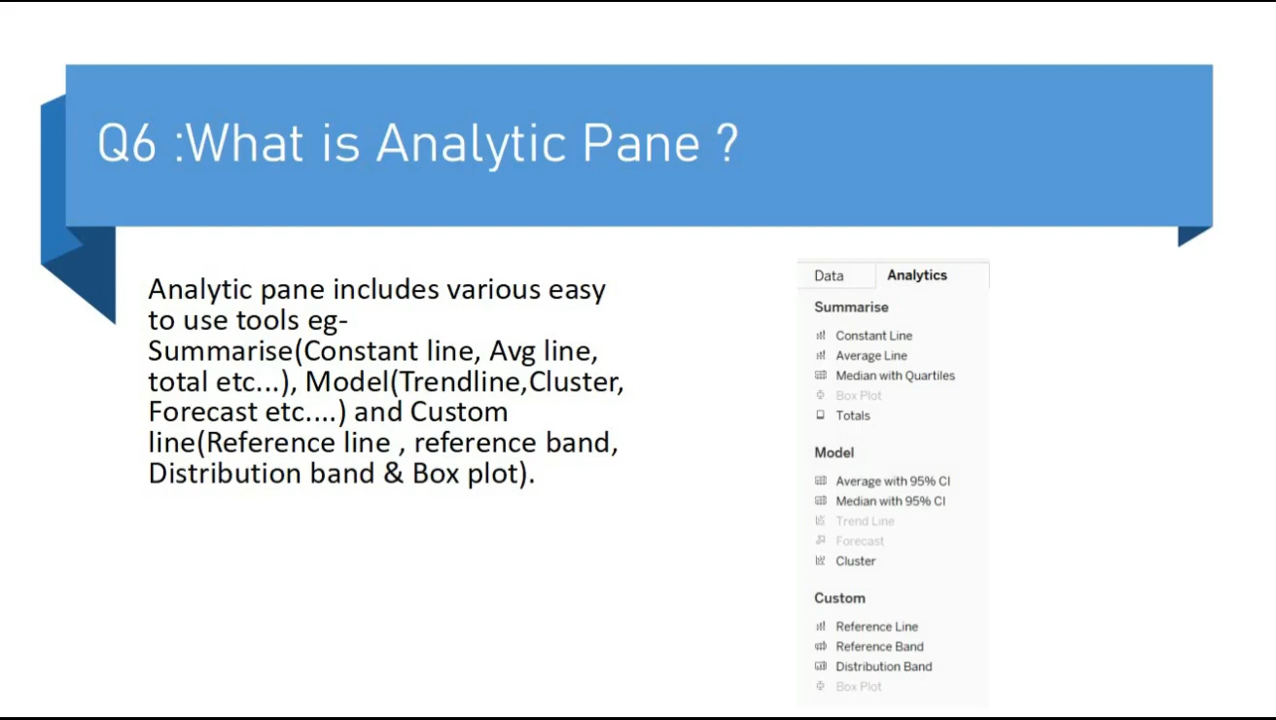 Q6 :What is Analytic Pane ?
Analytic pane includes various easy
to use tools eg-
Summarise(Constant line, Avg line,
total etc...), Model(Trendline,Cluster,
Forecast etc....) and Custom
line(Reference line , reference band,
Distribution band & Box plot).
Data Analytics
Summarise
Constant Line
Average Line
Median with Quartiles
Box Plot
Totals
Model
Average with 95% CI
Median with 95% CI
Trend Line
Forecast
Cluster
Custom
Reference Line
Reference Band
Distribution Band
Box Plot